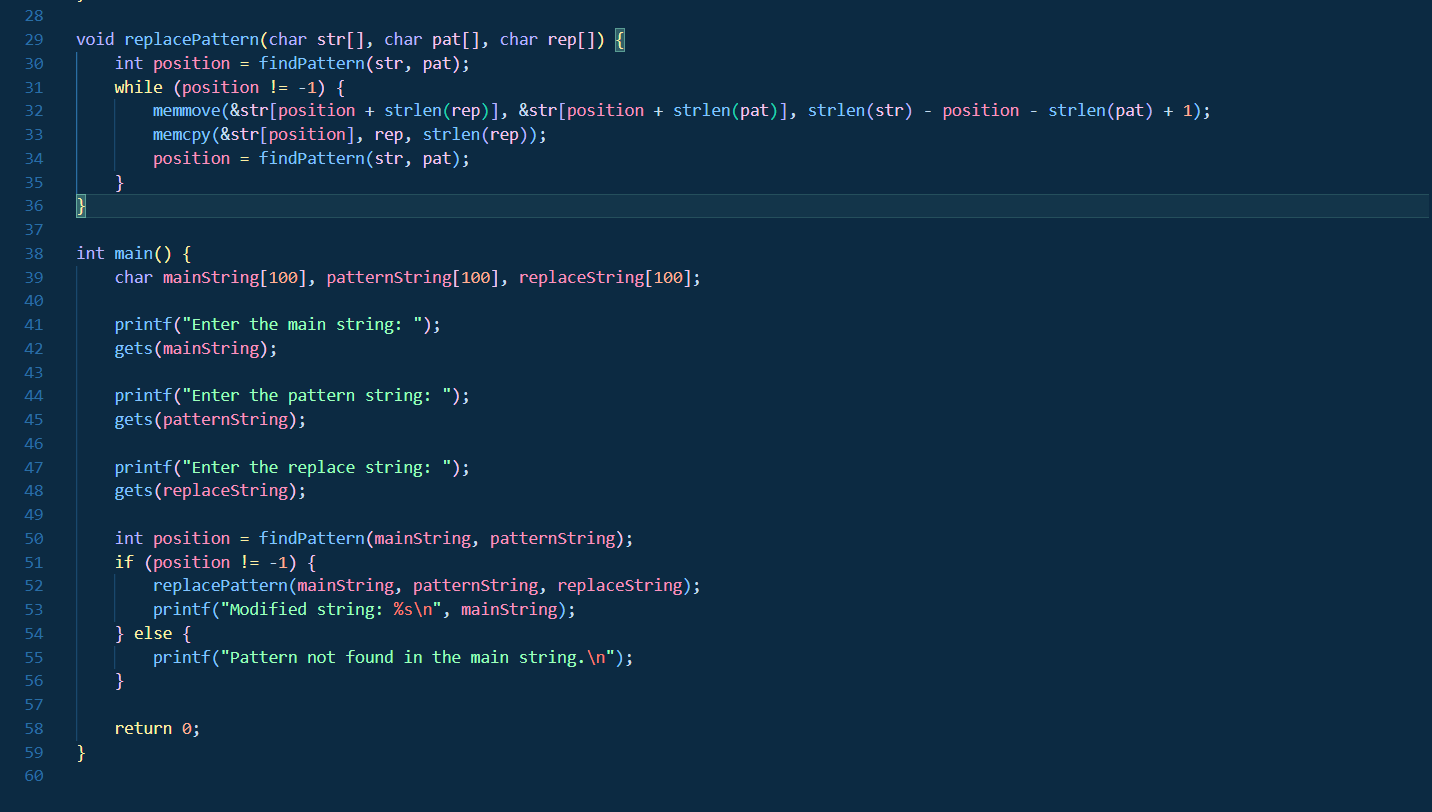 28
29 void replacePattern(char str[], char pat[], char rep[]) {
30     int position = findPattern(str, pat);
31     while (position != -1) {
32         memmove(&str[position + strlen(rep)], &str[position + strlen(pat)], strlen(str) - position - strlen(pat) + 1);
33         memcpy(&str[position], rep, strlen(rep));
34         position = findPattern(str, pat);
35     }
36 }
37
38 int main() {
39     char mainString[100], patternString[100], replaceString[100];
40
41     printf("Enter the main string: ");
42     gets(mainString);
43
44     printf("Enter the pattern string: ");
45     gets(patternString);
46
47     printf("Enter the replace string: ");
48     gets(replaceString);
49
50     int position = findPattern(mainString, patternString);
51     if (position != -1) {
52         replacePattern(mainString, patternString, replaceString);
53         printf("Modified string: %s\n", mainString);
54     } else {
55         printf("Pattern not found in the main string.\n");
56     }
57
58     return 0;
59 }
60